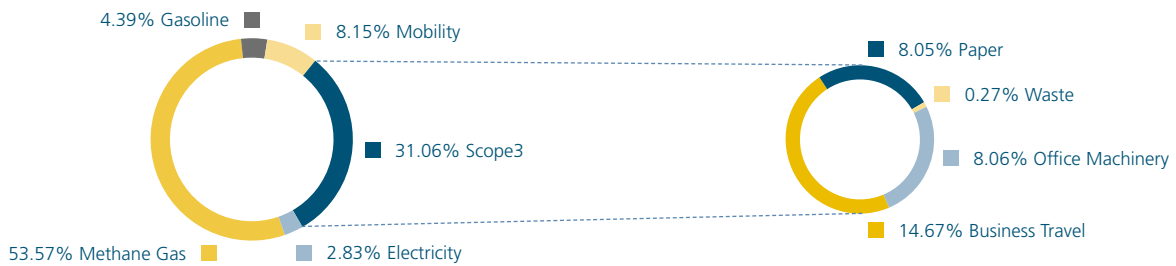 4.39% Gasoline
8.15% Mobility
31.06% Scope3
2.83% Electricity
53.57% Methane Gas
8.05% Paper
0.27% Waste
8.06% Office Machinery
14.67% Business Travel